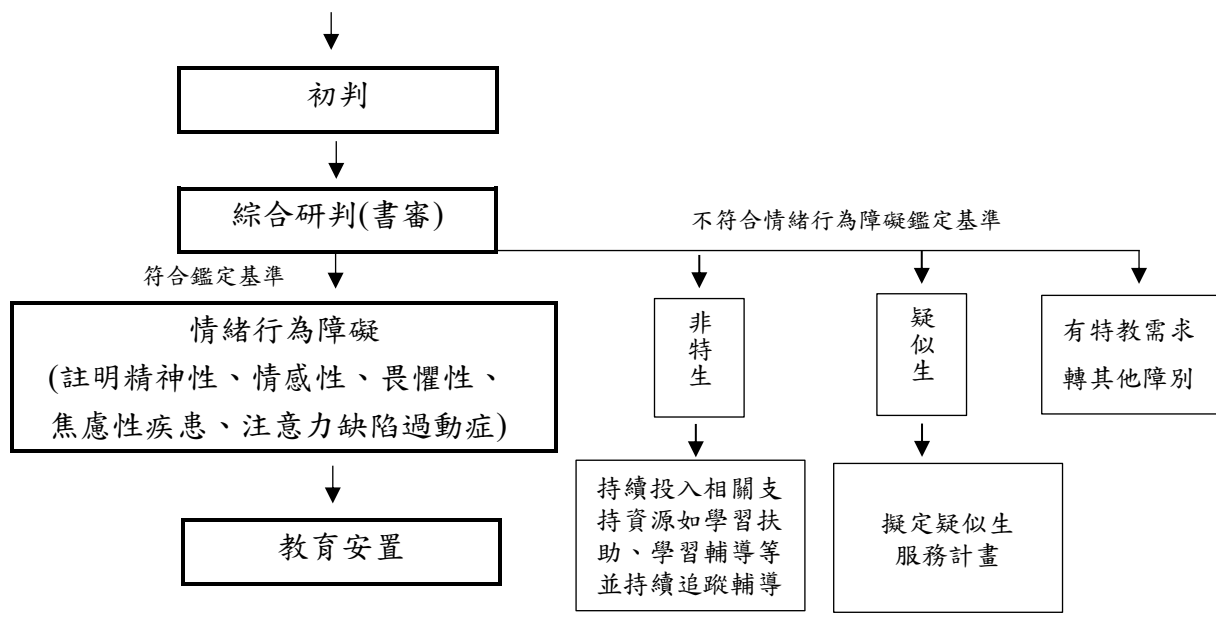 初判
綜合研判(書審)
不符合情緒行為障礙鑑定基準
符合鑑定基準
情緒行為障礙
(註明精神性、情感性、畏懼性、
焦慮性疾患、注意力缺陷過動症)
非特生
疑似生
有特教需求
轉其他障別
教育安置
持續投入相關支
持資源如學習扶
助、學習輔導等
並持續追蹤輔導
擬定疑似生
服務計畫